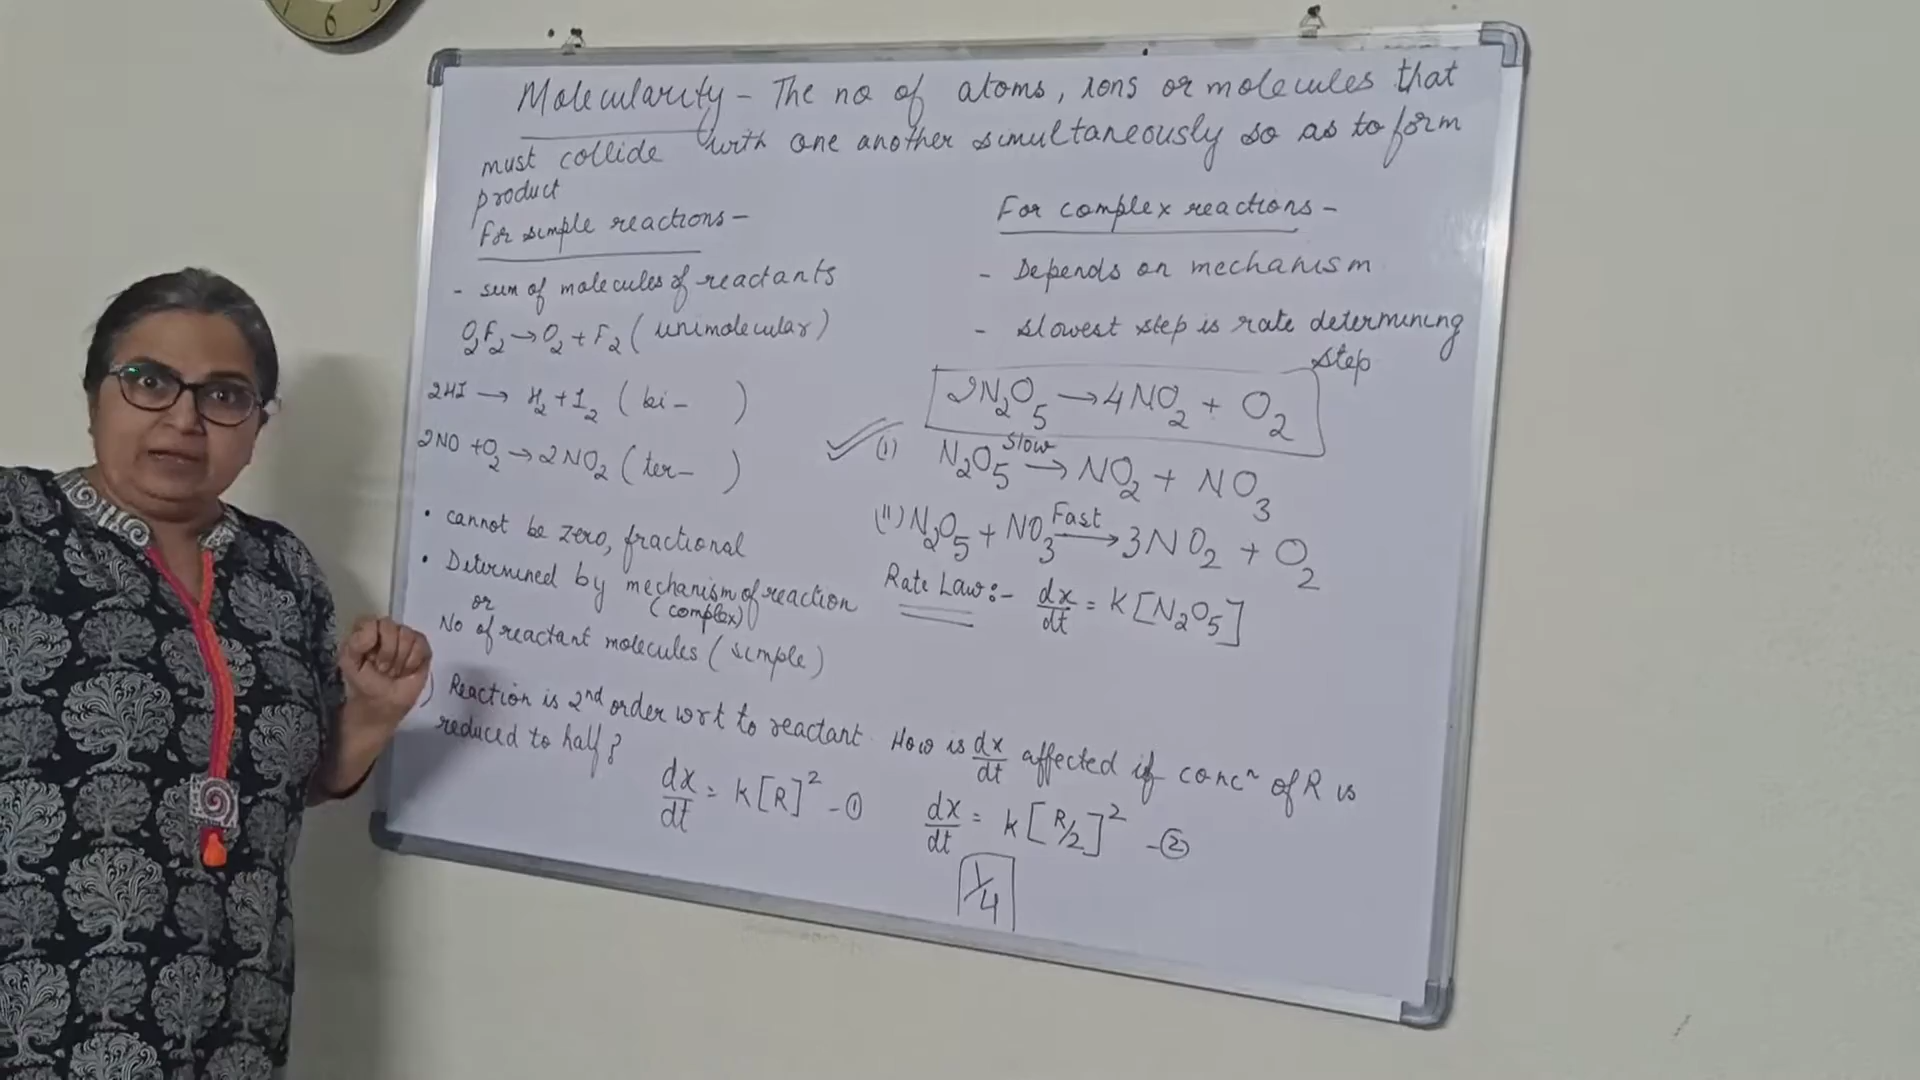 6 5
Molecularity - The no of atoms, ions or molecules that
must collide with one another simultaneously so as to form
product
For simple reactions -
- sum of molecules of reactants
O₂F₂ → O₂ + F₂ (unimolecular)
2HI → H₂ + I₂ (bi- )
2NO + O₂ → 2NO₂ (ter- )
• cannot be zero, fractional
• Determined by mechanism of reaction
or (complex)
No of reactant molecules (simple)
For complex reactions -
- Depends on mechanism
- slowest step is rate determining
step
2N₂O₅ → 4NO₂ + O₂
(i) N₂O₅ Slow→ NO₂ + NO₃
(ii) N₂O₅ + NO₃ Fast→ 3NO₂ + O₂
Rate Law:- dx/dt = K[N₂O₅]
) Reaction is 2nd order wrt to reactant. How is dx/dt affected if concⁿ of R is
reduced to half?
dx/dt = k[R]² - ① dx/dt = k[R/2]² - ②
1/4